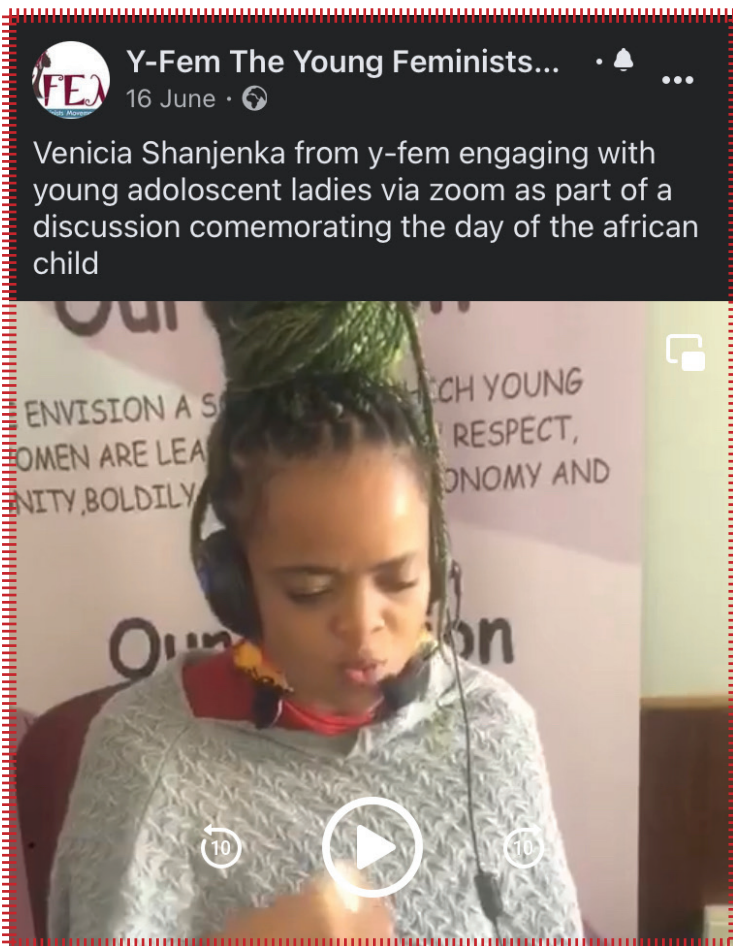 Y-Fem The Young Feminists...
16 June
Venicia Shanjenka from y-fem engaging with
young adoloscent ladies via zoom as part of a
discussion comemorating the day of the african
child
Our
ENVISION A
CH YOUNG
OMEN ARE LEA
RESPECT,
NITY,BOLDILY
ONOMY AND
Our on
10
10